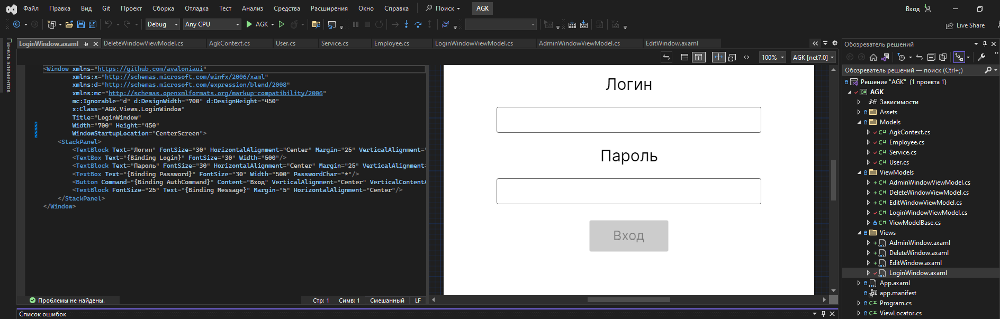 Файл Правка Вид Git Проект Сборка Отладка Тест Анализ Средства Расширения Окно Справка Поиск AGK Вход
Debug Any CPU AGK Live Share
Панель элементов
LoginWindow.axaml DeleteWindowViewModel.cs AgkContext.cs User.cs Service.cs Employee.cs LoginWindowViewModel.cs AdminWindowViewModel.cs EditWindow.axaml
100% AGK [net7.0]
<Window xmlns="https://github.com/avaloniaui"
xmlns:x="http://schemas.microsoft.com/winfx/2006/xaml"
xmlns:d="http://schemas.microsoft.com/expression/blend/2008"
xmlns:mc="http://schemas.openxmlformats.org/markup-compatibility/2006"
mc:Ignorable="d" d:DesignWidth="700" d:DesignHeight="450"
x:Class="AGK.Views.LoginWindow"
Title="LoginWindow"
Width="700" Height="450"
WindowStartupLocation="CenterScreen">
<StackPanel>
<TextBlock Text="Логин" FontSize="30" HorizontalAlignment="Center" Margin="25" VerticalAlignment="
<TextBox Text="{Binding Login}" FontSize="30" Width="500"/>
<TextBlock Text="Пароль" FontSize="30" HorizontalAlignment="Center" Margin="25" VerticalAlignment=
<TextBox Text="{Binding Password}" FontSize="30" Width="500" PasswordChar="*"/>
<Button Command="{Binding AuthCommand}" Content="Вход" VerticalAlignment="Center" VerticalContentA
<TextBlock FontSize="25" Text="{Binding Message}" Margin="5" HorizontalAlignment="Center"/>
</StackPanel>
</Window>
Логин
Пароль
Вход
Проблемы не найдены. Стр: 1 Симв: 1 Смешанный LF
Список ошибок
Обозреватель решений
Обозреватель решений — поиск (Ctrl+;)
Решение "AGK" (1 проекта 1)
AGK
Зависимости
Assets
Models
C# AgkContext.cs
C# Employee.cs
C# Service.cs
C# User.cs
ViewModels
C# AdminWindowViewModel.cs
C# DeleteWindowViewModel.cs
C# EditWindowViewModel.cs
C# LoginWindowViewModel.cs
C# ViewModelBase.cs
Views
AdminWindow.axaml
DeleteWindow.axaml
EditWindow.axaml
LoginWindow.axaml
App.axaml
app.manifest
C# Program.cs
C# ViewLocator.cs